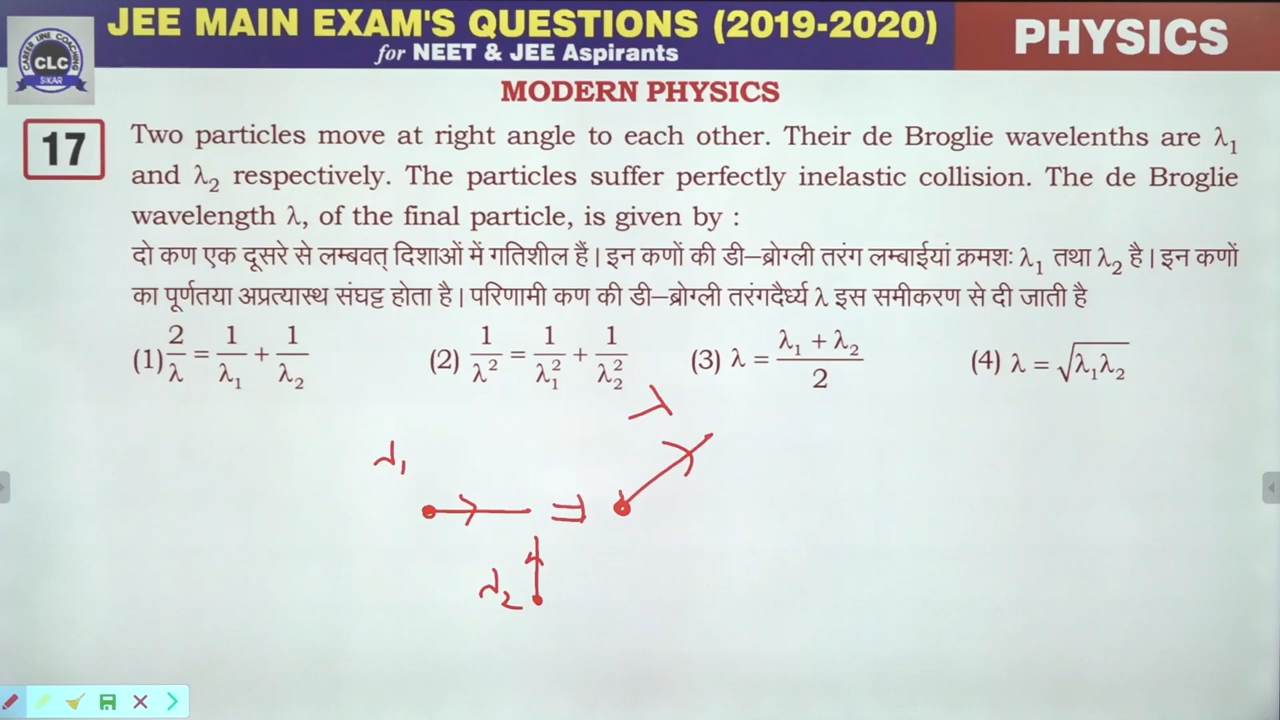 JEE MAIN EXAM'S QUESTIONS (2019-2020)
for NEET & JEE Aspirants
PHYSICS
CAREER LINE COACHING
CLC
SIKAR
MODERN PHYSICS
17
Two particles move at right angle to each other. Their de Broglie wavelenths are λ₁
and λ₂ respectively. The particles suffer perfectly inelastic collision. The de Broglie
wavelength λ, of the final particle, is given by :
दो कण एक दूसरे से लम्बवत् दिशाओं में गतिशील हैं। इन कणों की डी–ब्रोग्ली तरंग लम्बाईयां क्रमशः λ₁ तथा λ₂ है। इन कणों
का पूर्णतया अप्रत्यास्थ संघट्ट होता है। परिणामी कण की डी–ब्रोग्ली तरंगदैर्ध्य λ इस समीकरण से दी जाती है
(1) 2/λ = 1/λ₁ + 1/λ₂ (2) 1/λ² = 1/λ₁² + 1/λ₂² (3) λ = (λ₁ + λ₂)/2 (4) λ = √λ₁λ₂
λ
λ₁
⇒
λ₂